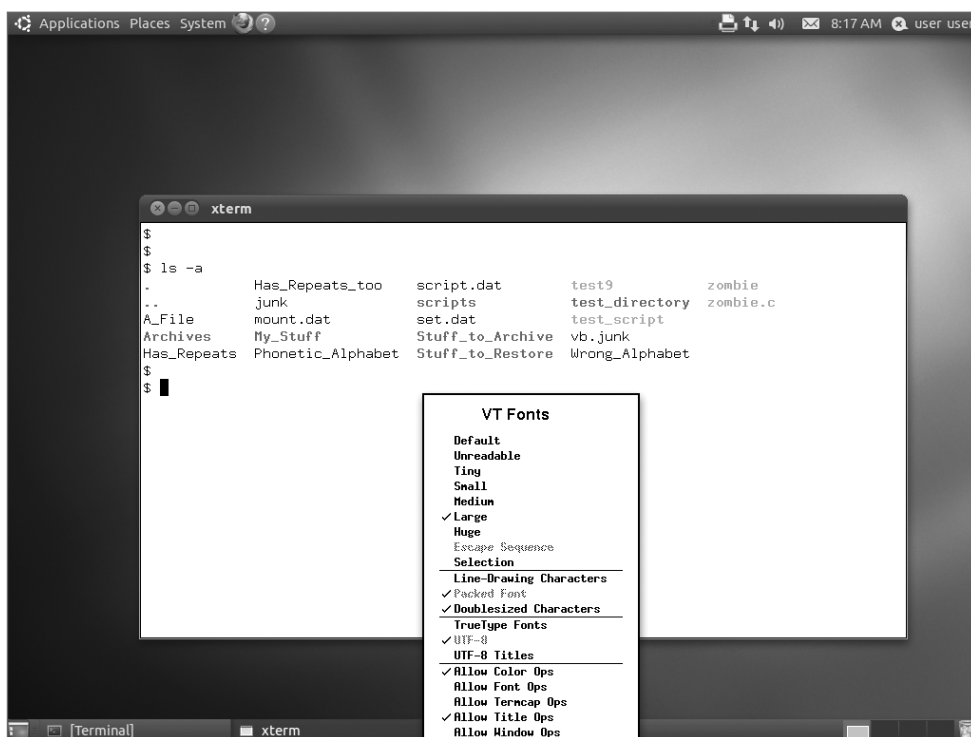 Applications Places System ? 8:17 AM user user
xterm
$
$
$ ls -a
. Has_Repeats_too script.dat test9 zombie
.. junk scripts test_directory zombie.c
A_File mount.dat set.dat test_script
Archives My_Stuff Stuff_to_Archive vb.junk
Has_Repeats Phonetic_Alphabet Stuff_to_Restore Wrong_Alphabet
$
$
VT Fonts
Default
Unreadable
Tiny
Small
Medium
✓Large
Huge
Escape Sequence
Selection
Line-Drawing Characters
✓Packed Font
✓Doublesized Characters
TrueType Fonts
✓UTF-8
UTF-8 Titles
✓Allow Color Ops
Allow Font Ops
Allow Termcap Ops
✓Allow Title Ops
Allow Window Ops
[Terminal] xterm